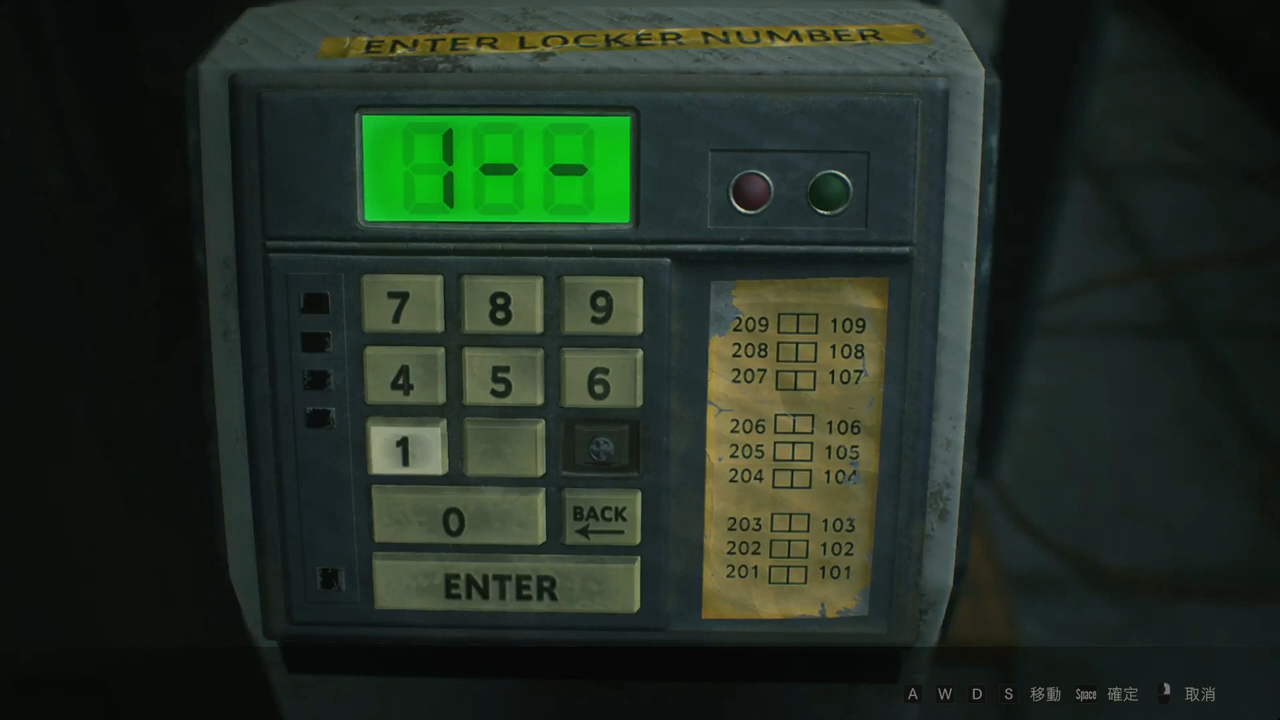 ENTER LOCKER NUMBER
1--
7 8 9
4 5 6
1
0 BACK
ENTER
209 109
208 108
207 107
206 106
205 105
204 104
203 103
202 102
201 101
A W D S 移動 Space 確定 取消